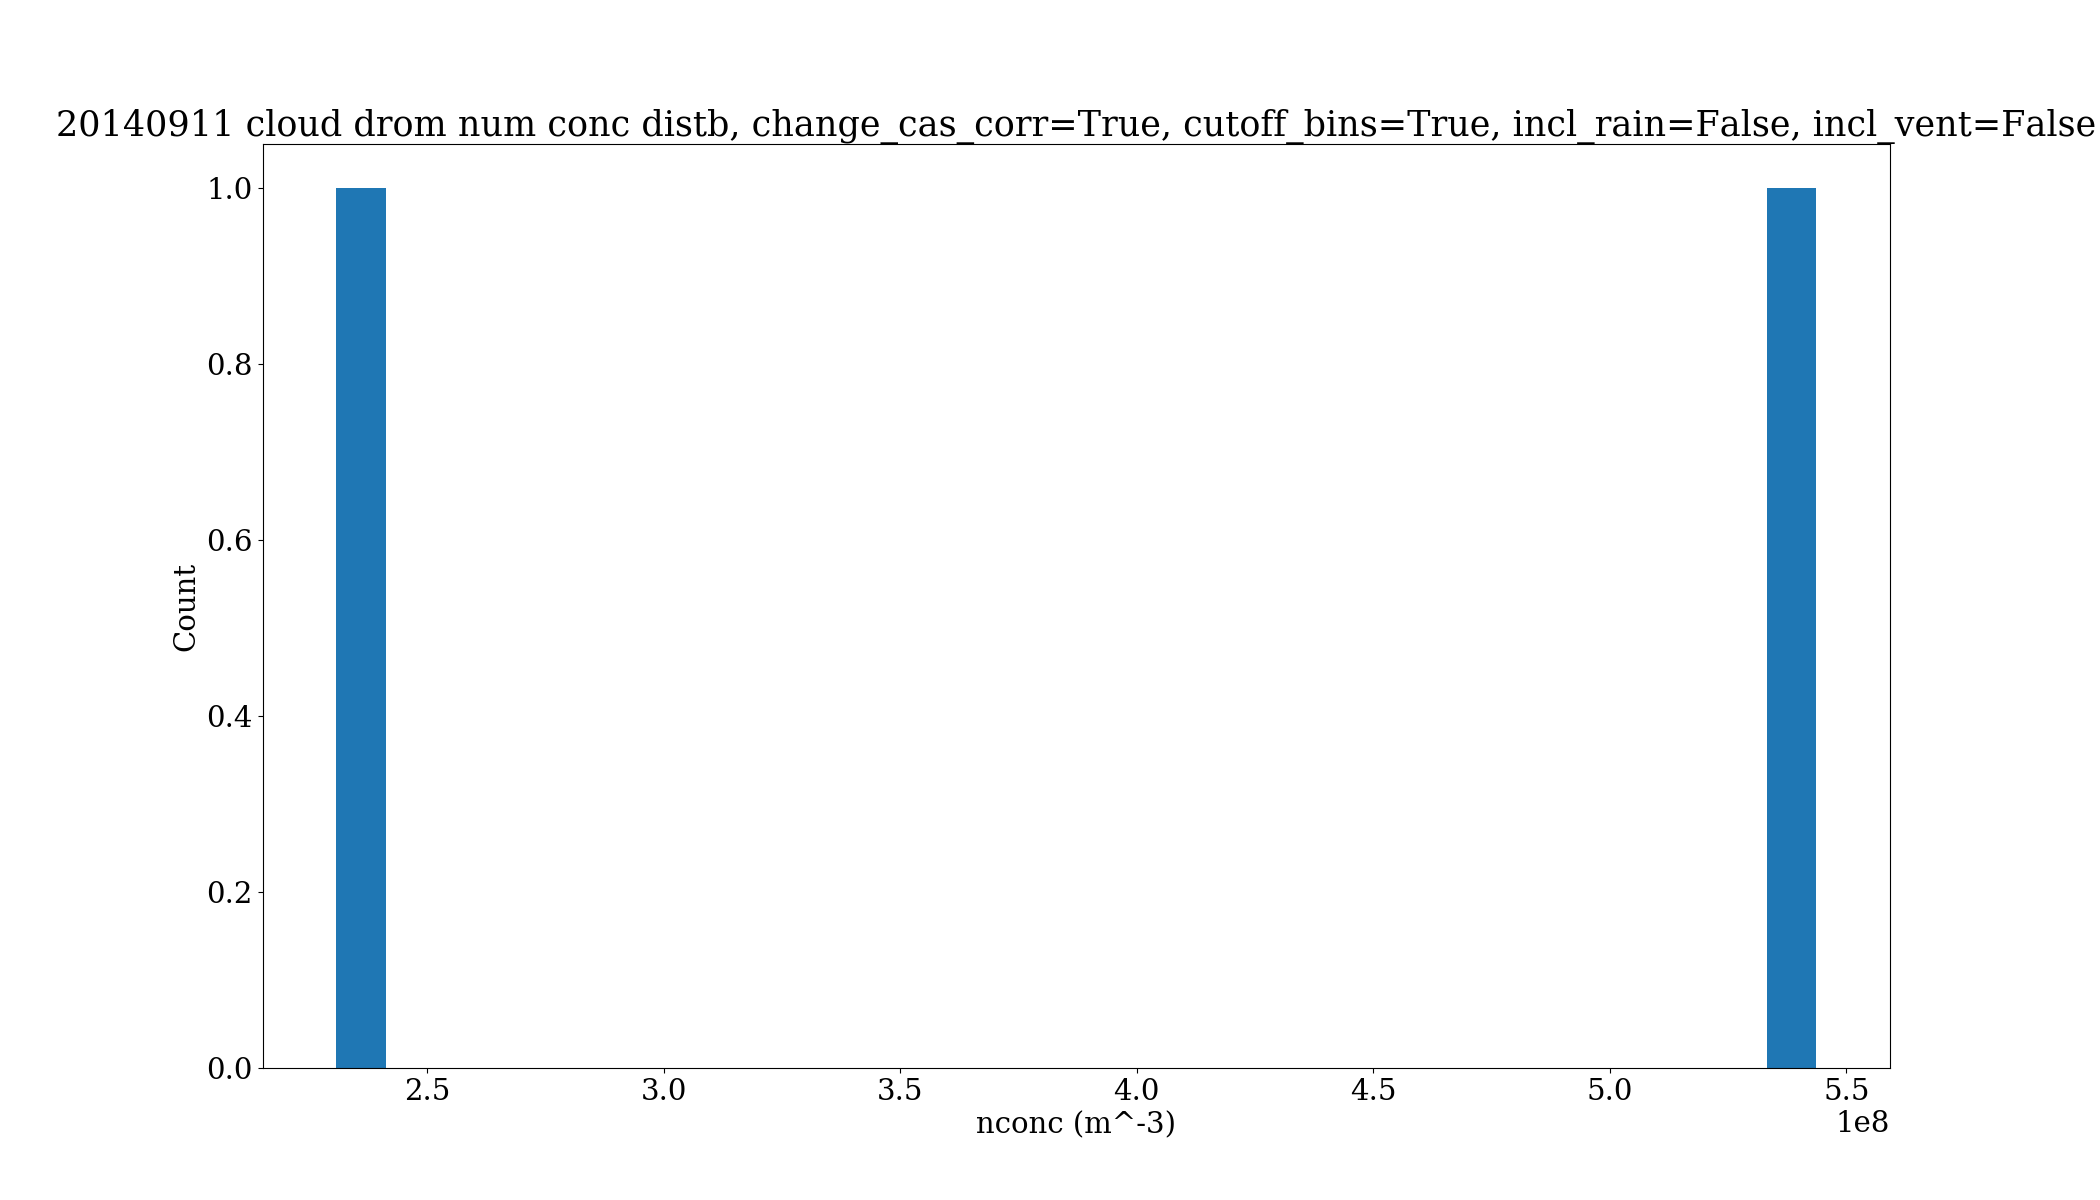 20140911 cloud drom num conc distb, change_cas_corr=True, cutoff_bins=True, incl_rain=False, incl_vent=False
1.0
0.8
0.6
0.4
0.2
0.0
Count
2.5 3.0 3.5 4.0 4.5 5.0 5.5
nconc (m^-3)
1e8